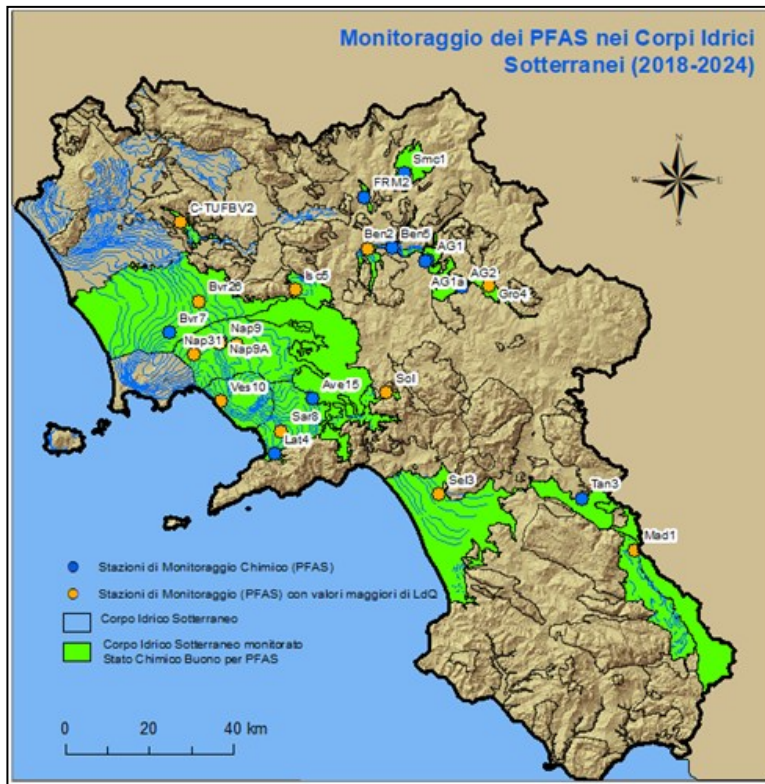 Monitoraggio dei PFAS nei Corpi Idrici
Sotterranei (2018-2024)
N
W
E
S
Smc1
FRM2
C-TUFBV2
Ben2
Ben5
AG1
Isc5
AG1a
AG2
Gro4
Bvr26
Bvr7
Nap9
Nap31
Nap9A
Ves10
Ave15
Sol
Sar8
Lat4
Sel3
Tan3
Mad1
Stazioni di Monitoraggio Chimico (PFAS)
Stazioni di Monitoraggio (PFAS) con valori maggiori di LdQ
Corpo Idrico Sotterraneo
Corpo Idrico Sotterraneo monitorato
Stato Chimico Buono per PFAS
0 20 40 km